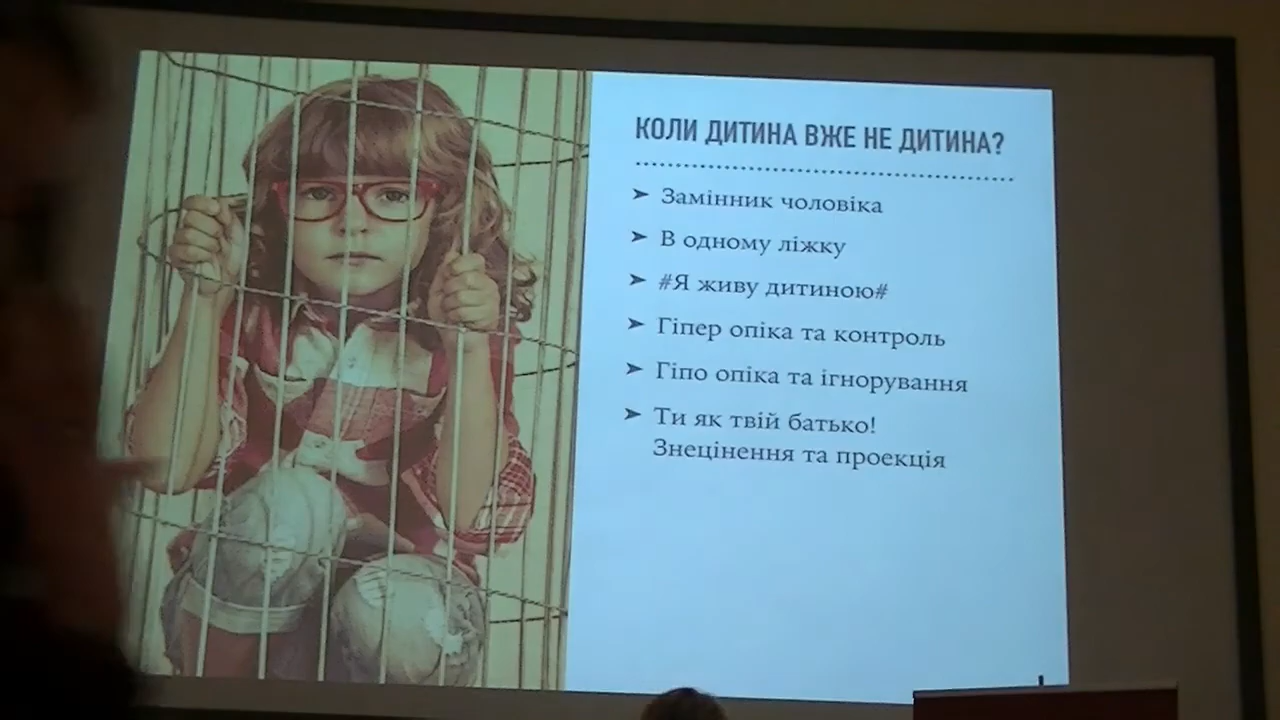 КОЛИ ДИТИНА ВЖЕ НЕ ДИТИНА?
➤ Замінник чоловіка
➤ В одному ліжку
➤ #Я живу дитиною#
➤ Гіпер опіка та контроль
➤ Гіпо опіка та ігнорування
➤ Ти як твій батько!
Знецінення та проекція